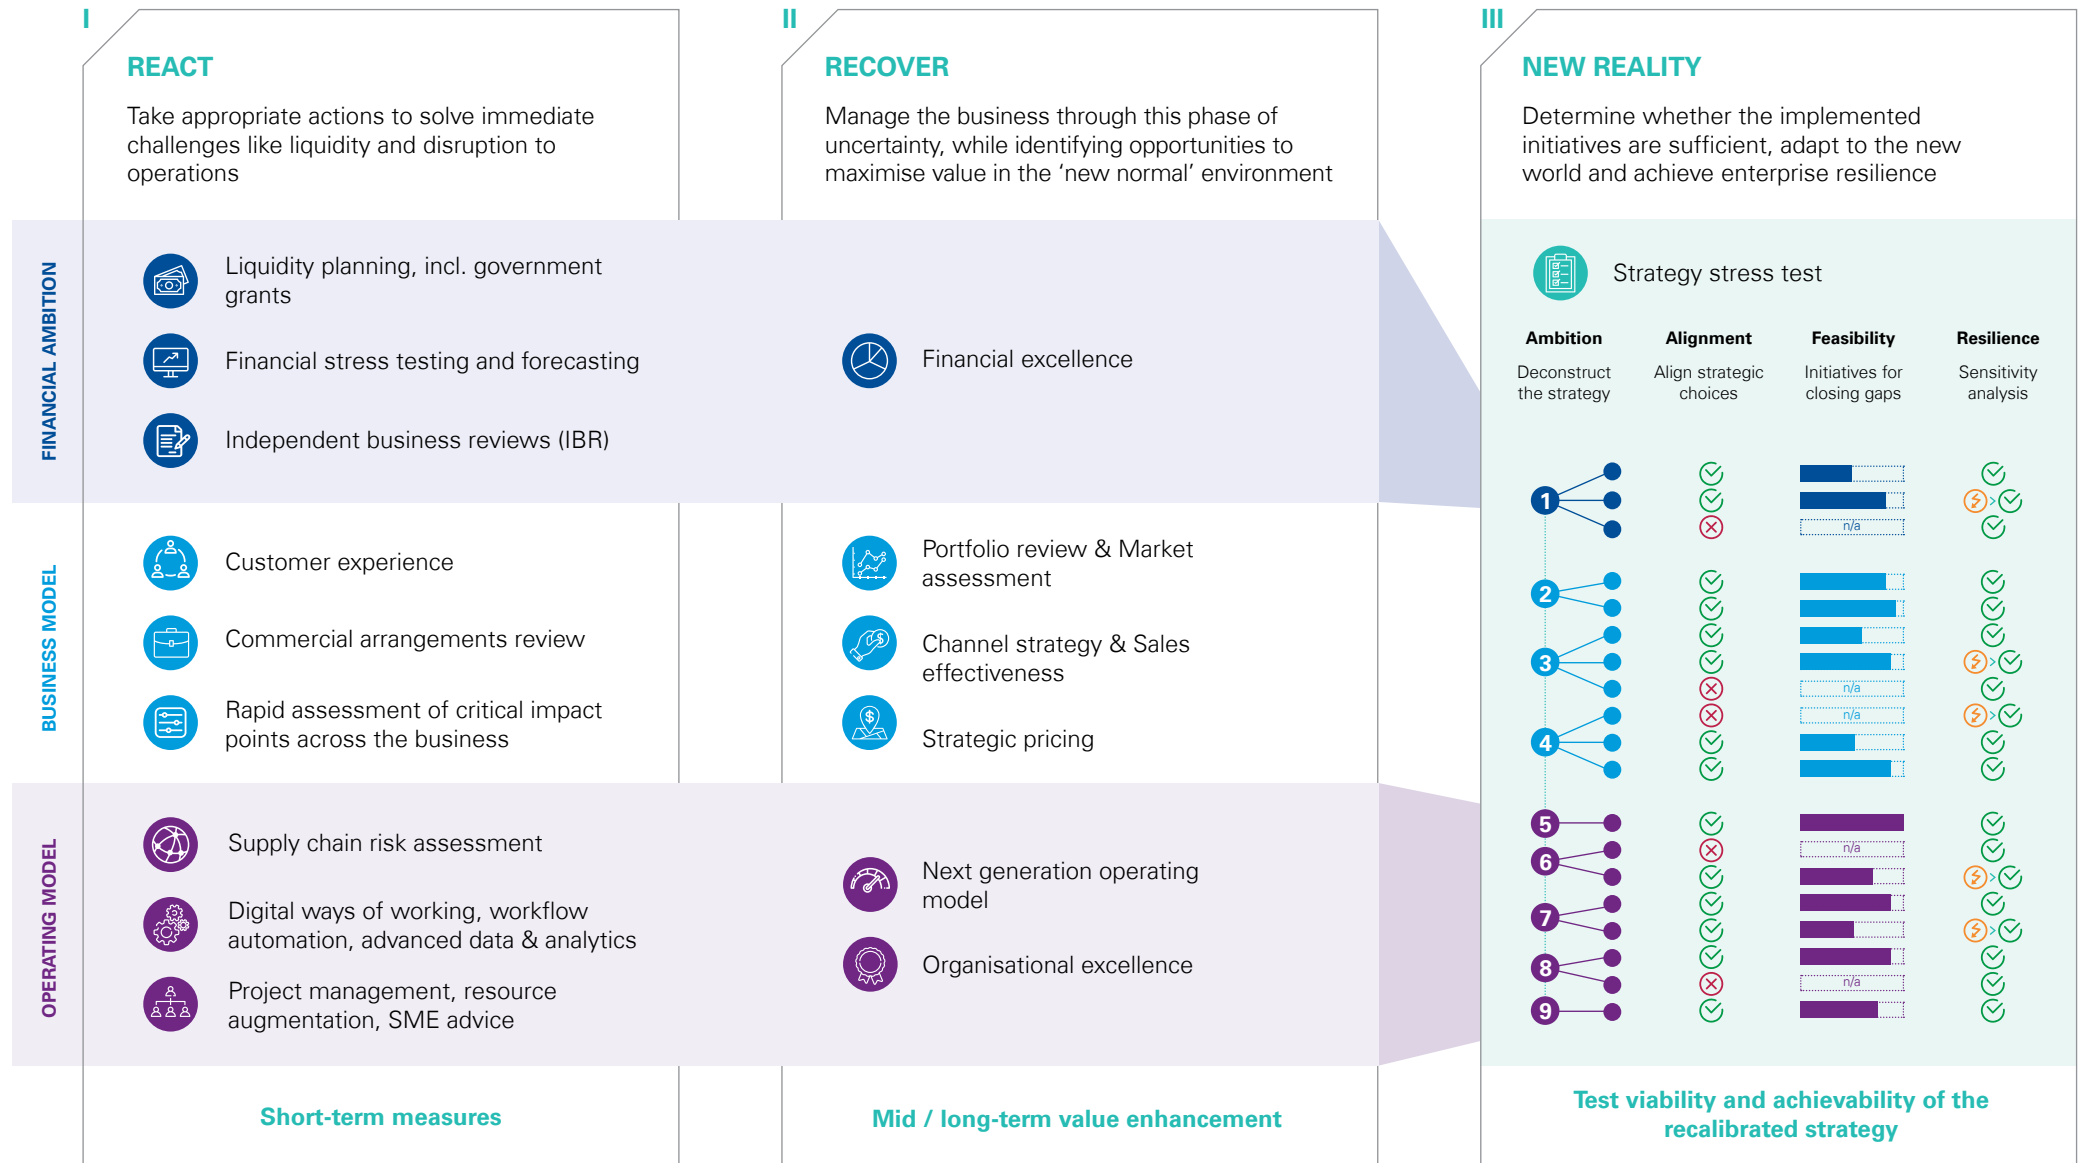 I
REACT
Take appropriate actions to solve immediate
challenges like liquidity and disruption to
operations
II
RECOVER
Manage the business through this phase of
uncertainty, while identifying opportunities to
maximise value in the ‘new normal’ environment
III
NEW REALITY
Determine whether the implemented
initiatives are sufficient, adapt to the new
world and achieve enterprise resilience
FINANCIAL AMBITION
Liquidity planning, incl. government
grants
Financial stress testing and forecasting
Independent business reviews (IBR)
Financial excellence
BUSINESS MODEL
Customer experience
Commercial arrangements review
Rapid assessment of critical impact
points across the business
Portfolio review & Market
assessment
Channel strategy & Sales
effectiveness
Strategic pricing
OPERATING MODEL
Supply chain risk assessment
Digital ways of working, workflow
automation, advanced data & analytics
Project management, resource
augmentation, SME advice
Next generation operating
model
Organisational excellence
Strategy stress test
Ambition
Deconstruct
the strategy
Alignment
Align strategic
choices
Feasibility
Initiatives for
closing gaps
Resilience
Sensitivity
analysis
1
n/a
2
3
n/a
n/a
4
5
6
n/a
7
8
n/a
9
Short-term measures
Mid / long-term value enhancement
Test viability and achievability of the
recalibrated strategy